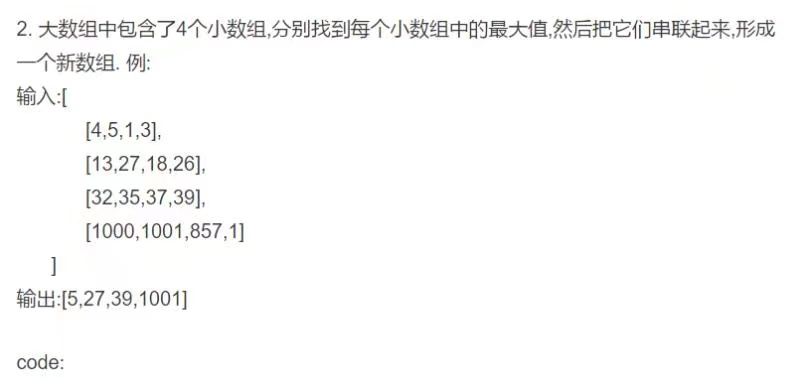 2. 大数组中包含了4个小数组,分别找到每个小数组中的最大值,然后把它们串联起来,形成
一个新数组. 例:
输入:[
[4,5,1,3],
[13,27,18,26],
[32,35,37,39],
[1000,1001,857,1]
]
输出:[5,27,39,1001]
code: